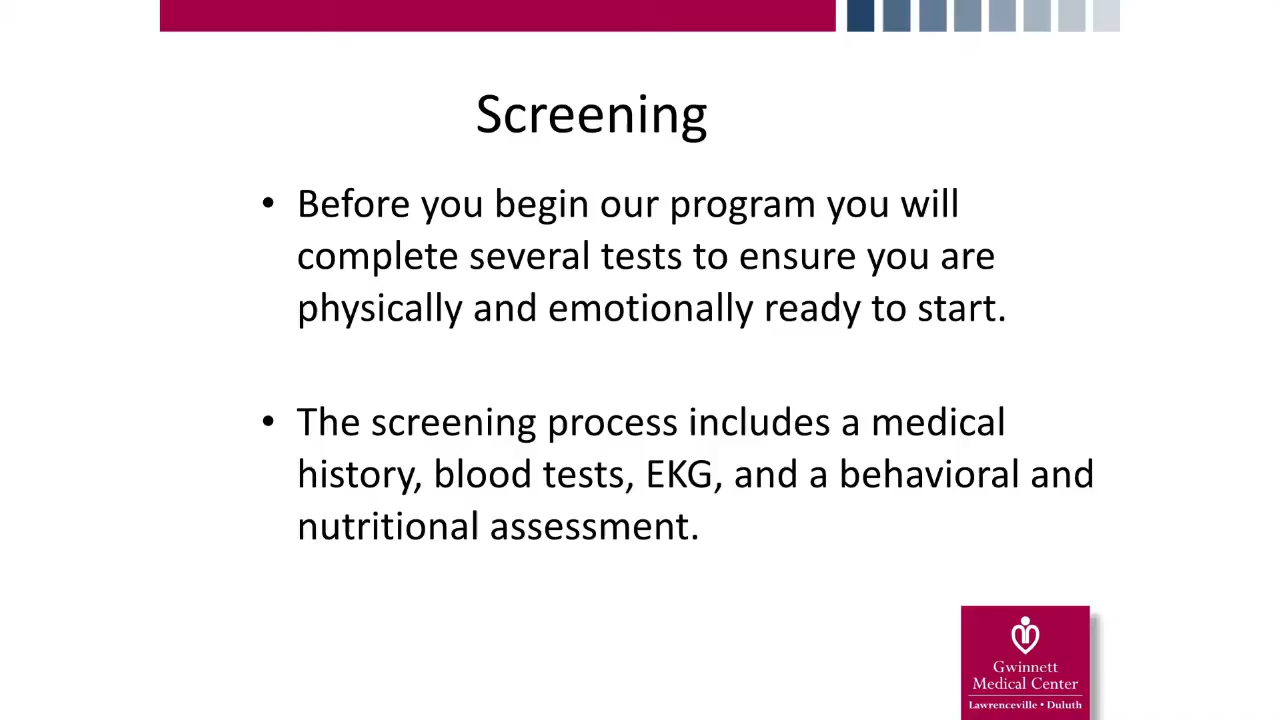 Screening
• Before you begin our program you will
complete several tests to ensure you are
physically and emotionally ready to start.
• The screening process includes a medical
history, blood tests, EKG, and a behavioral and
nutritional assessment.
Gwinnett
Medical Center
Lawrenceville • Duluth